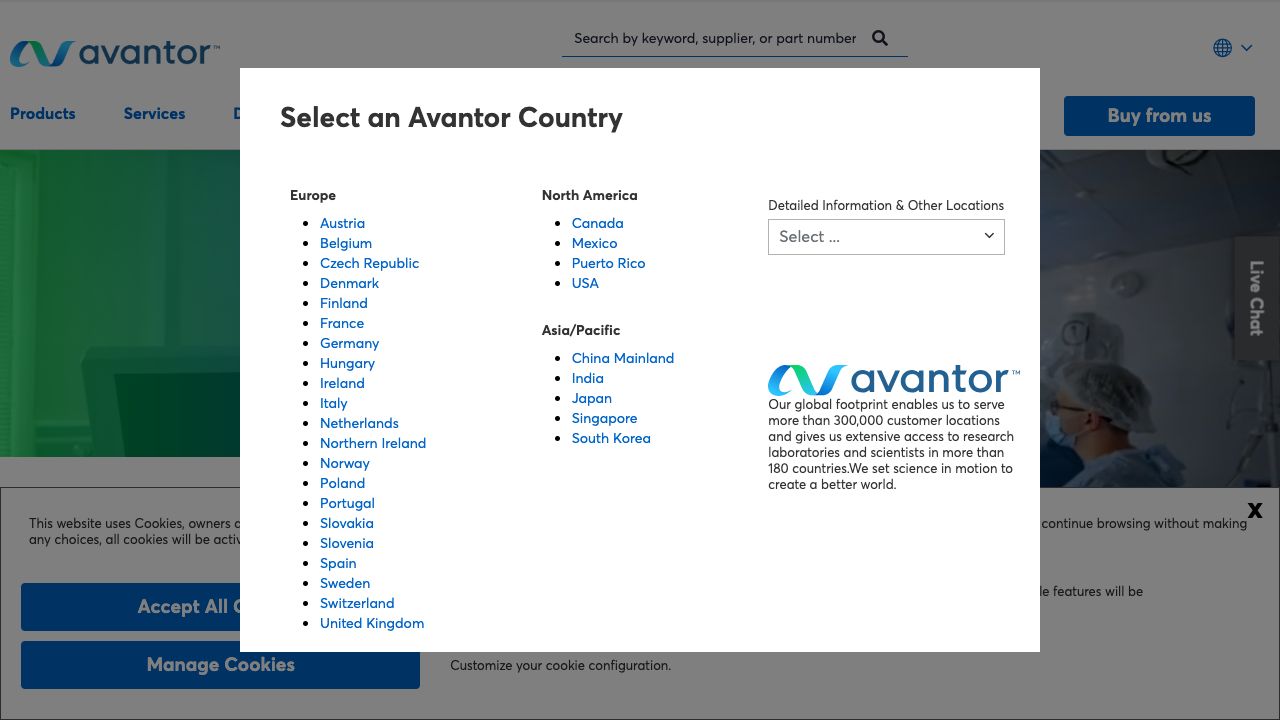 avantor™
Search by keyword, supplier, or part number
Products
Services
Buy from us
Select an Avantor Country
Europe
Austria
Belgium
Czech Republic
Denmark
Finland
France
Germany
Hungary
Ireland
Italy
Netherlands
Northern Ireland
Norway
Poland
Portugal
Slovakia
Slovenia
Spain
Sweden
Switzerland
United Kingdom
North America
Canada
Mexico
Puerto Rico
USA
Asia/Pacific
China Mainland
India
Japan
Singapore
South Korea
Detailed Information & Other Locations
Select ...
avantor™
Our global footprint enables us to serve
more than 300,000 customer locations
and gives us extensive access to research
laboratories and scientists in more than
180 countries.We set science in motion to
create a better world.
Live Chat
X
This website uses Cookies, owners continue browsing without making
any choices, all cookies will be
Accept All
le features will be
Manage Cookies
Customize your cookie configuration.